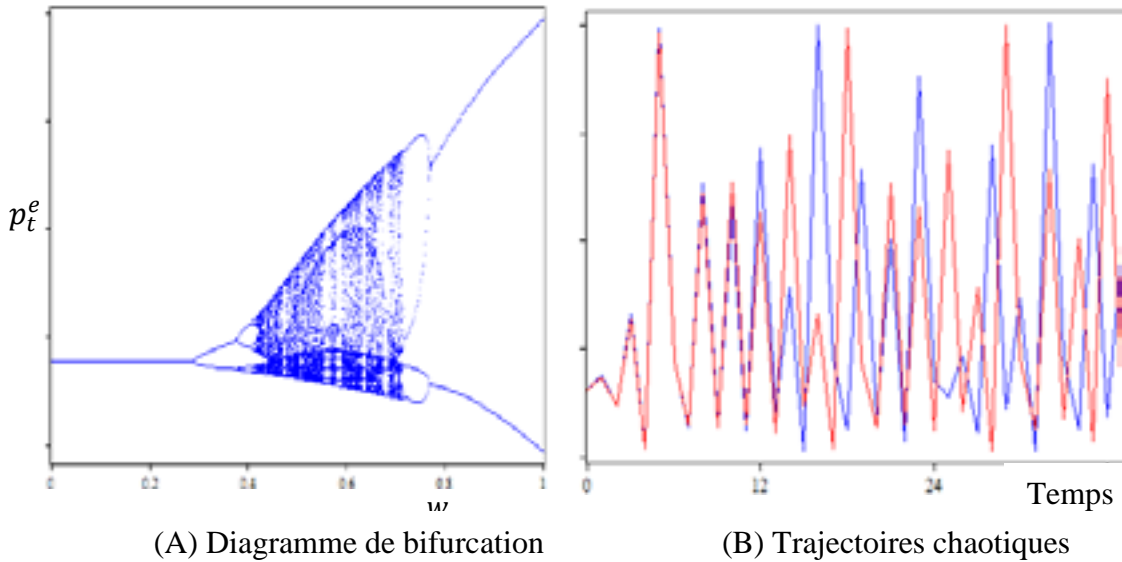 p_t^e
0 0.2 0.4 0.6 0.8 1
w
0 12 24
Temps
(A) Diagramme de bifurcation
(B) Trajectoires chaotiques